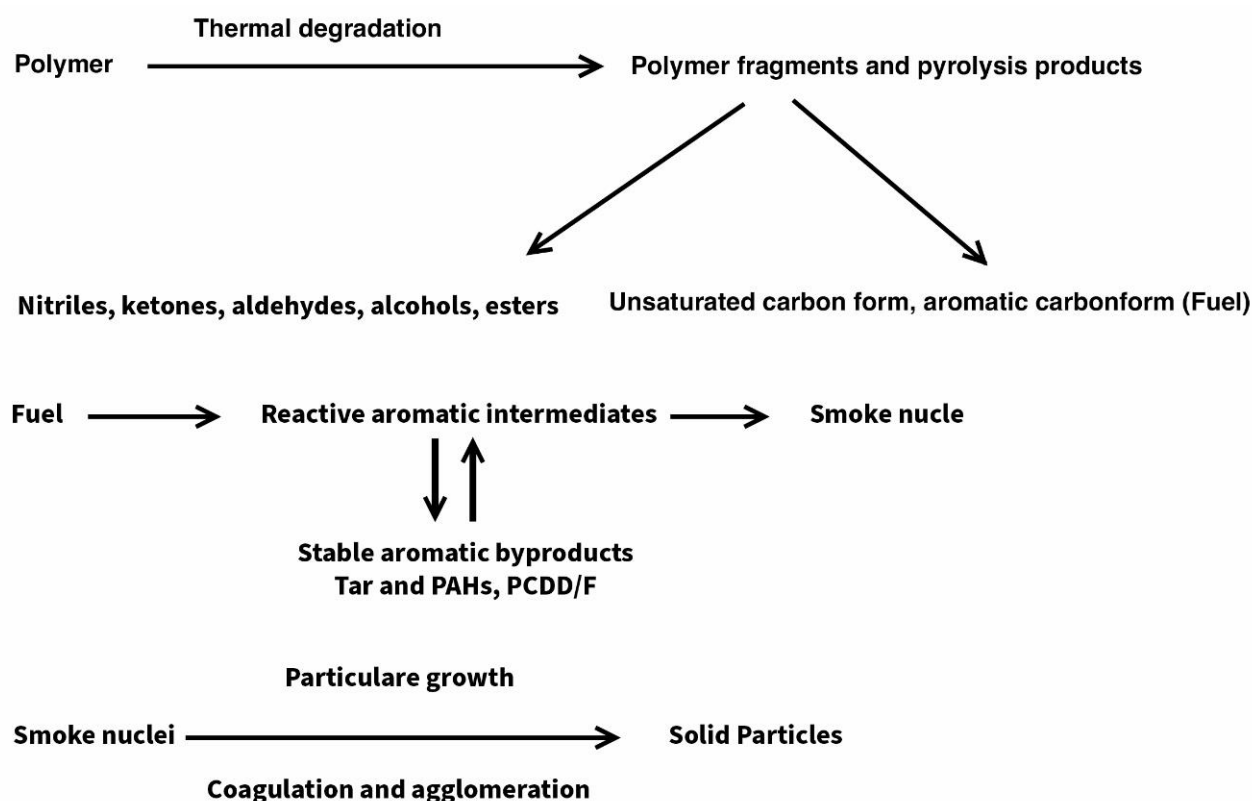 Thermal degradation
Polymer
Polymer fragments and pyrolysis products
Nitriles, ketones, aldehydes, alcohols, esters
Unsaturated carbon form, aromatic carbonform (Fuel)
Fuel
Reactive aromatic intermediates
Smoke nucle
Stable aromatic byproducts
Tar and PAHs, PCDD/F
Particulare growth
Smoke nuclei
Solid Particles
Coagulation and agglomeration